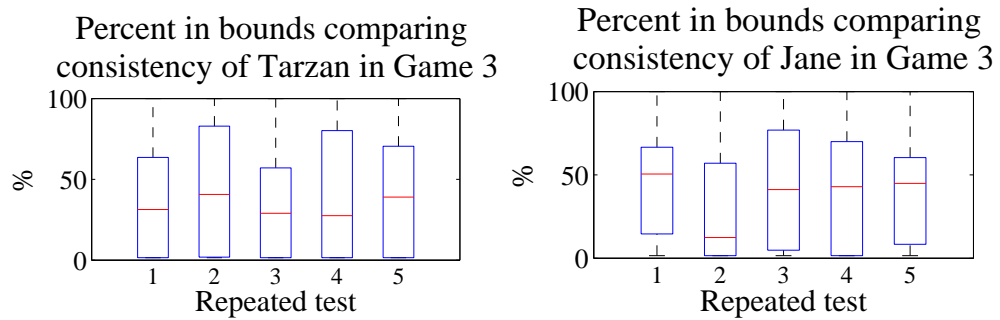 Percent in bounds comparing
consistency of Tarzan in Game 3
100
50
0
%
1 2 3 4 5
Repeated test
Percent in bounds comparing
consistency of Jane in Game 3
100
50
0
%
1 2 3 4 5
Repeated test